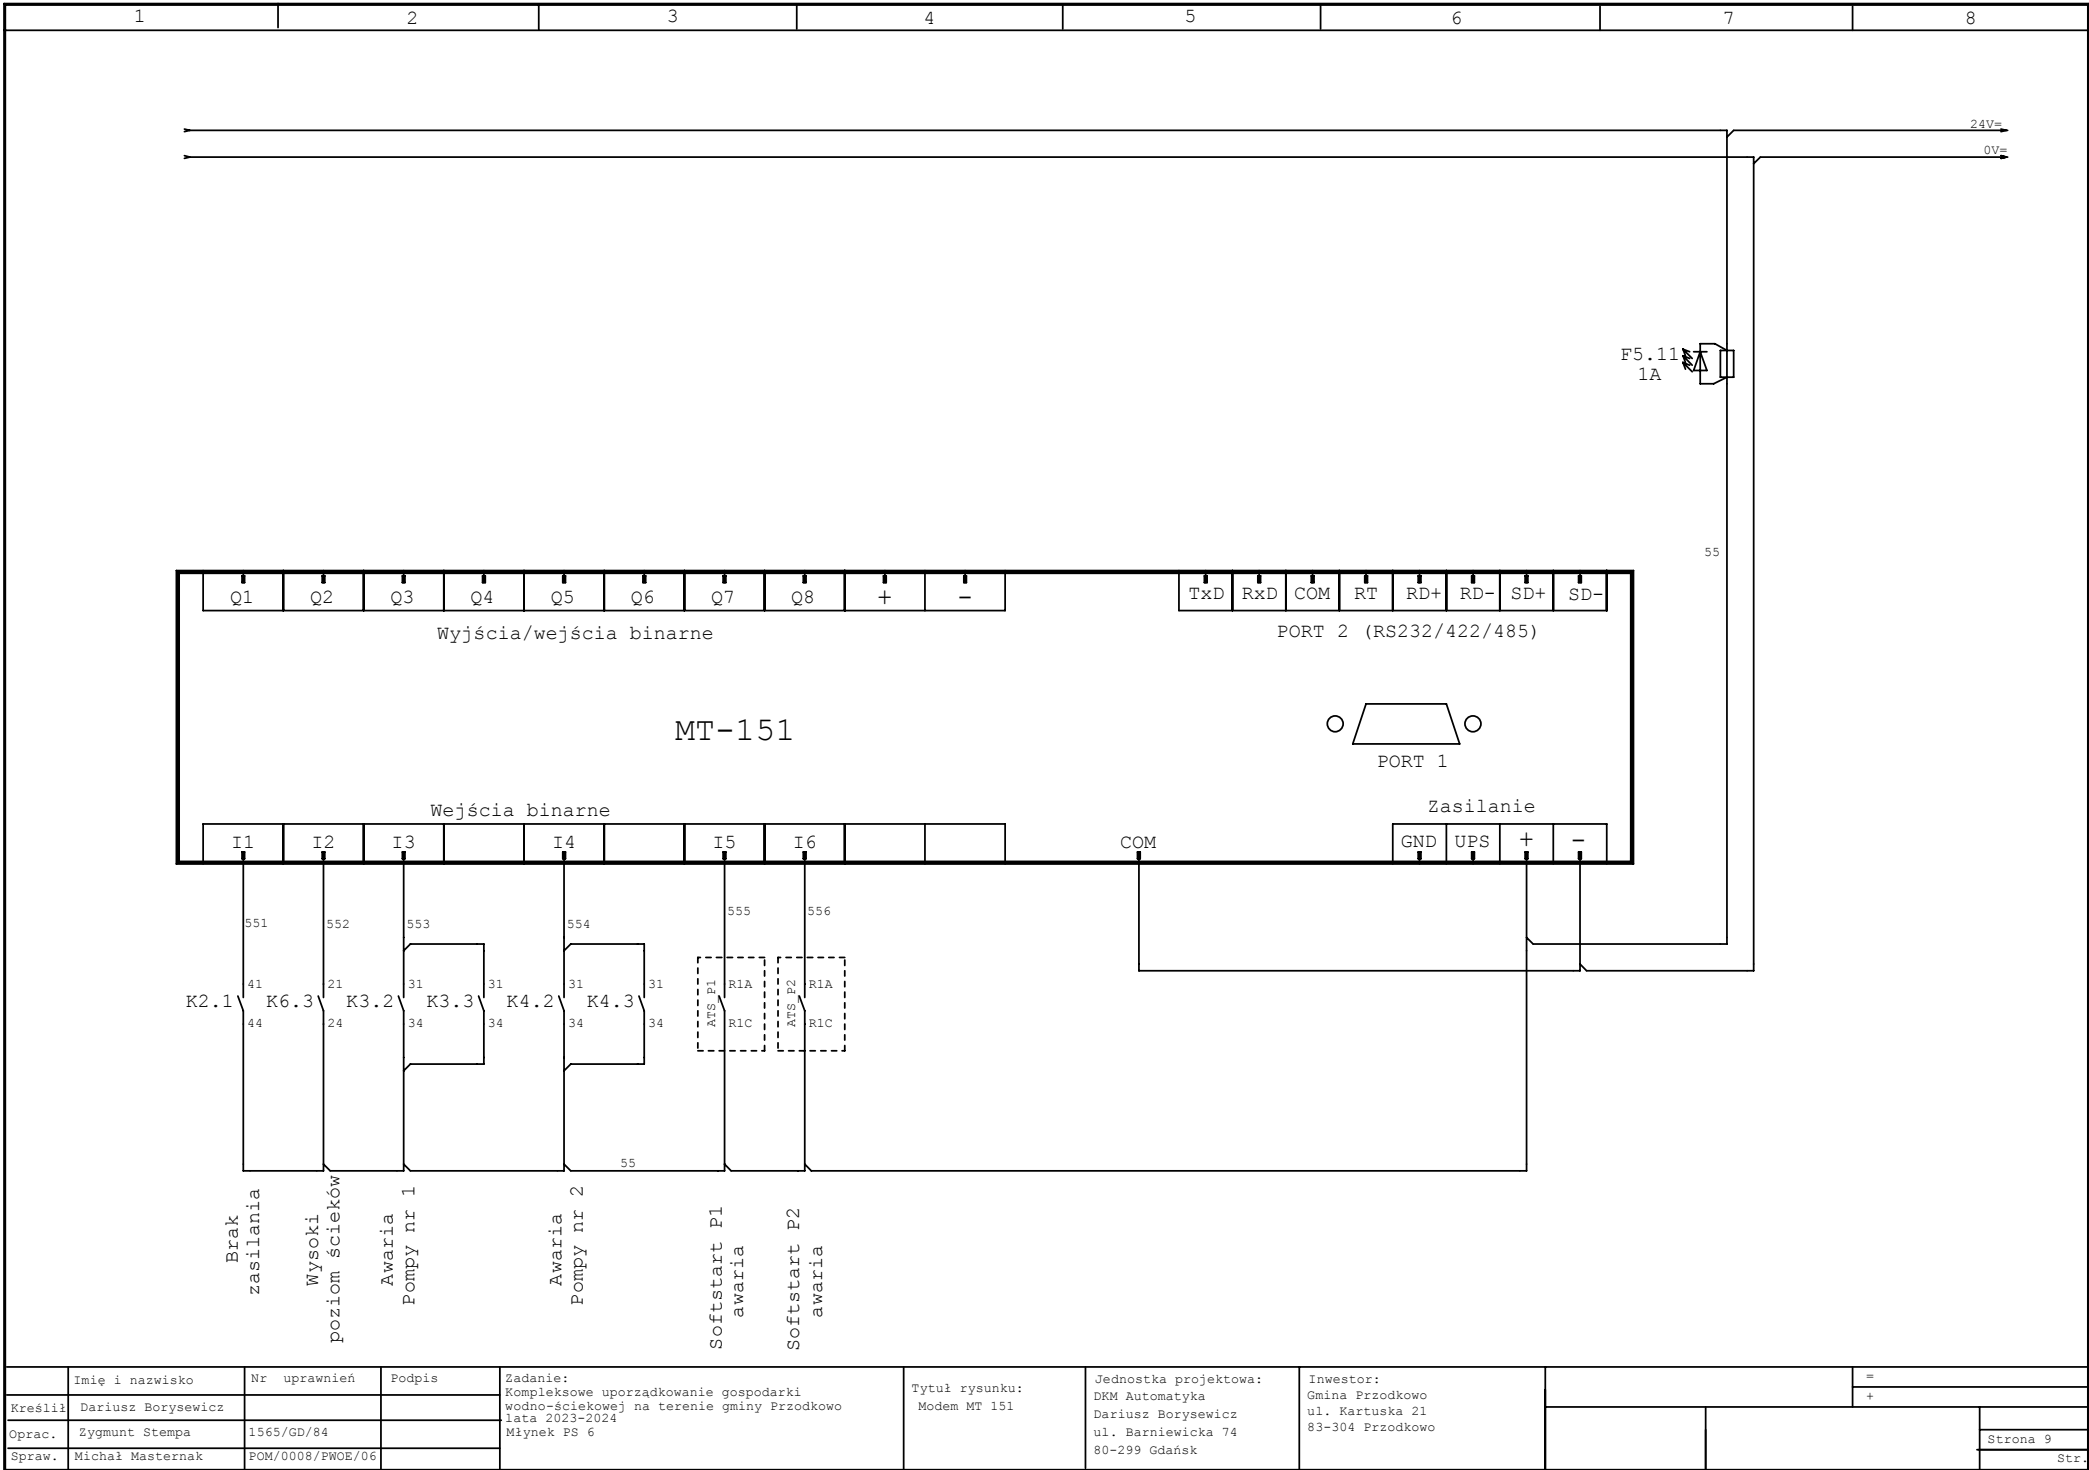 1 2 3 4 5 6 7 8
24V=
0V=
F5.11
1A
55
Q1 Q2 Q3 Q4 Q5 Q6 Q7 Q8 + -
TxD RxD COM RT RD+ RD- SD+ SD-
Wyjścia/wejścia binarne
PORT 2 (RS232/422/485)
MT-151
PORT 1
Wejścia binarne
Zasilanie
I1 I2 I3 I4 I5 I6
COM
GND UPS + -
551 552 553 554 555 556
41 21 31 31 31 31 R1A R1A
K2.1 K6.3 K3.2 K3.3 K4.2 K4.3 ATS_P1 ATS_P2
44 24 34 34 34 34 R1C R1C
55
Brak
zasilania
Wysoki
poziom ścieków
Awaria
Pompy nr 1
Awaria
Pompy nr 2
Softstart P1
awaria
Softstart P2
awaria
Imię i nazwisko Nr uprawnień Podpis
Kreślił Dariusz Borysewicz
Oprac. Zygmunt Stempa 1565/GD/84
Spraw. Michał Masternak POM/0008/PWOE/06
Zadanie:
Kompleksowe uporządkowanie gospodarki
wodno-ściekowej na terenie gminy Przodkowo
lata 2023-2024
Młynek PS 6
Tytuł rysunku:
Modem MT 151
Jednostka projektowa:
DKM Automatyka
Dariusz Borysewicz
ul. Barniewicka 74
80-299 Gdańsk
Inwestor:
Gmina Przodkowo
ul. Kartuska 21
83-304 Przodkowo
=
+
Strona 9
Str.